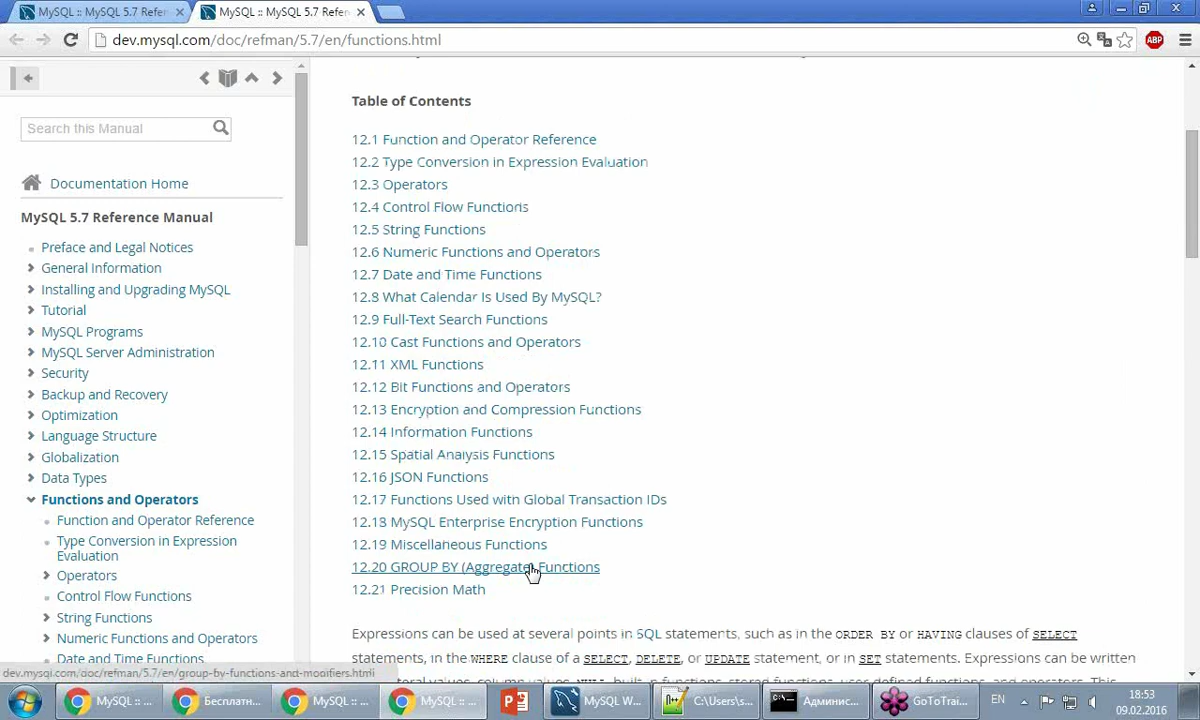 MySQL :: MySQL 5.7 Refer
MySQL :: MySQL 5.7 Refer
dev.mysql.com/doc/refman/5.7/en/functions.html
ABP
Search this Manual
Documentation Home
MySQL 5.7 Reference Manual
Preface and Legal Notices
General Information
Installing and Upgrading MySQL
Tutorial
MySQL Programs
MySQL Server Administration
Security
Backup and Recovery
Optimization
Language Structure
Globalization
Data Types
Functions and Operators
Function and Operator Reference
Type Conversion in Expression
Evaluation
Operators
Control Flow Functions
String Functions
Numeric Functions and Operators
Date and Time Functions
Table of Contents
12.1 Function and Operator Reference
12.2 Type Conversion in Expression Evaluation
12.3 Operators
12.4 Control Flow Functions
12.5 String Functions
12.6 Numeric Functions and Operators
12.7 Date and Time Functions
12.8 What Calendar Is Used By MySQL?
12.9 Full-Text Search Functions
12.10 Cast Functions and Operators
12.11 XML Functions
12.12 Bit Functions and Operators
12.13 Encryption and Compression Functions
12.14 Information Functions
12.15 Spatial Analysis Functions
12.16 JSON Functions
12.17 Functions Used with Global Transaction IDs
12.18 MySQL Enterprise Encryption Functions
12.19 Miscellaneous Functions
12.20 GROUP BY (Aggregate) Functions
12.21 Precision Math
Expressions can be used at several points in SQL statements, such as in the ORDER BY or HAVING clauses of SELECT
statements, in the WHERE clause of a SELECT, DELETE, or UPDATE statement, or in SET statements. Expressions can be written
dev.mysql.com/doc/refman/5.7/en/group-by-functions-and-modifiers.html
MySQL :: ...
Бесплатн...
MySQL :: ...
MySQL :: ...
MySQL W...
C:\Users\s...
Админис...
GoToTrai...
EN
18:53
09.02.2016